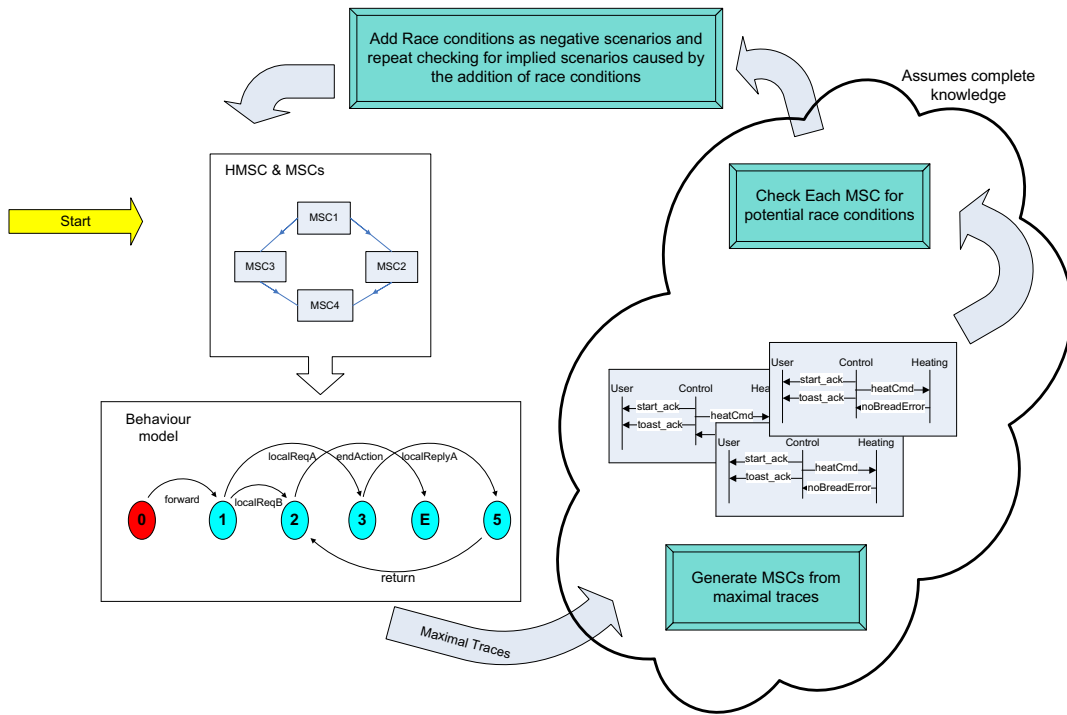 Add Race conditions as negative scenarios and
repeat checking for implied scenarios caused by
the addition of race conditions
Assumes complete
knowledge
HMSC & MSCs
Check Each MSC for
potential race conditions
Start
MSC1
MSC3
MSC2
MSC4
User
Control
Heating
start_ack
heatCmd
toast_ack
noBreadError
User
Control
Hea
start_ack
heatCmd
toast_ack
User
Control
Heating
start_ack
heatCmd
toast_ack
noBreadError
Behaviour
model
localReqA
endAction
localReplyA
forward
localReqB
0
1
2
3
E
5
return
Generate MSCs from
maximal traces
Maximal Traces